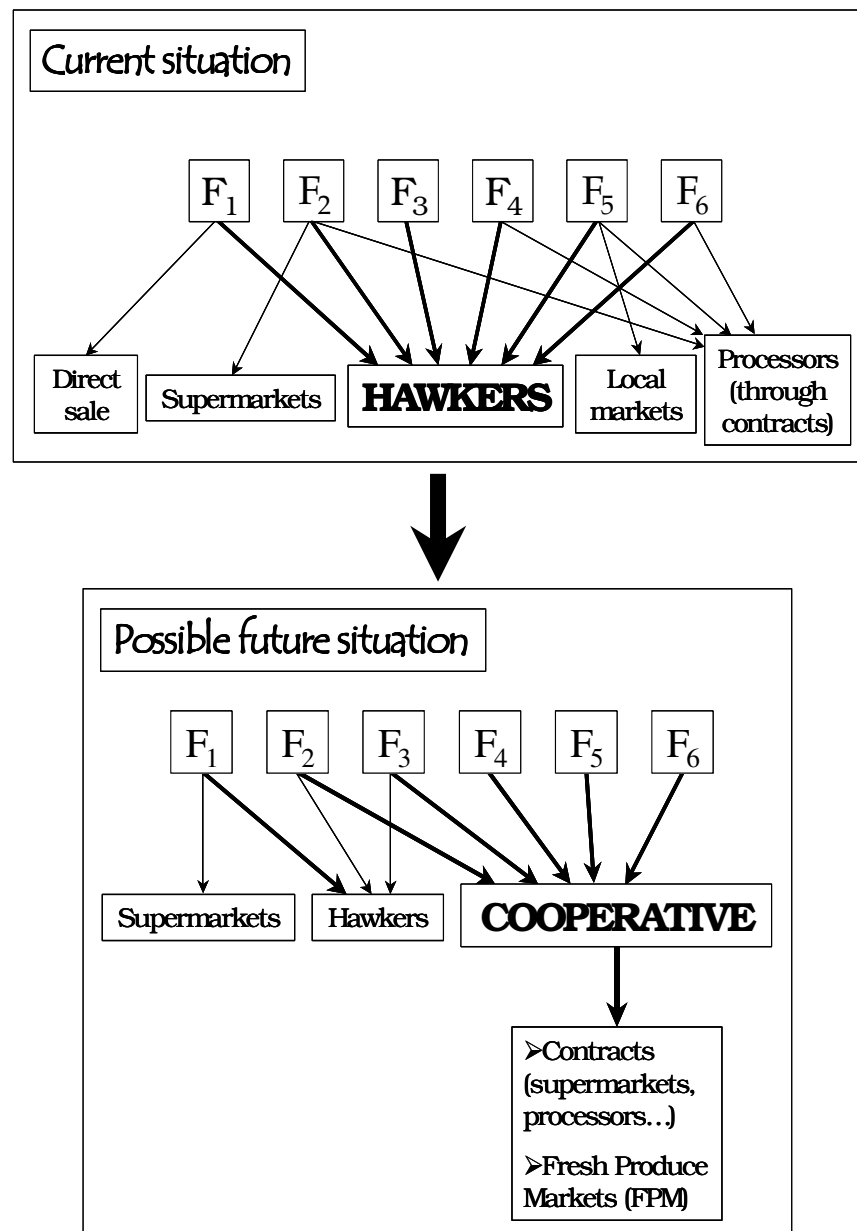 Current situation
F1 F2 F3 F4 F5 F6
Direct
sale
Supermarkets
HAWKERS
Local
markets
Processors
(through
contracts)
Possible future situation
F1 F2 F3 F4 F5 F6
Supermarkets
Hawkers
COOPERATIVE
➢Contracts
(supermarkets,
processors…)
➢Fresh Produce
Markets (FPM)